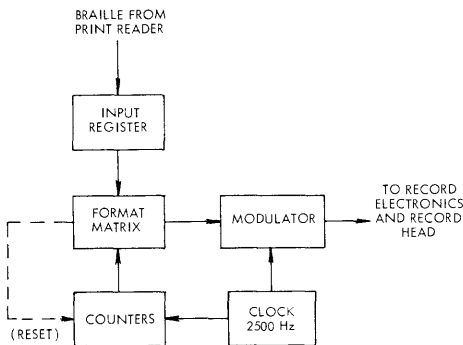 BRAILLE FROM
PRINT READER
INPUT
REGISTER
FORMAT
MATRIX
MODULATOR
TO RECORD
ELECTRONICS
AND RECORD
HEAD
(RESET)
COUNTERS
CLOCK
2500 Hz